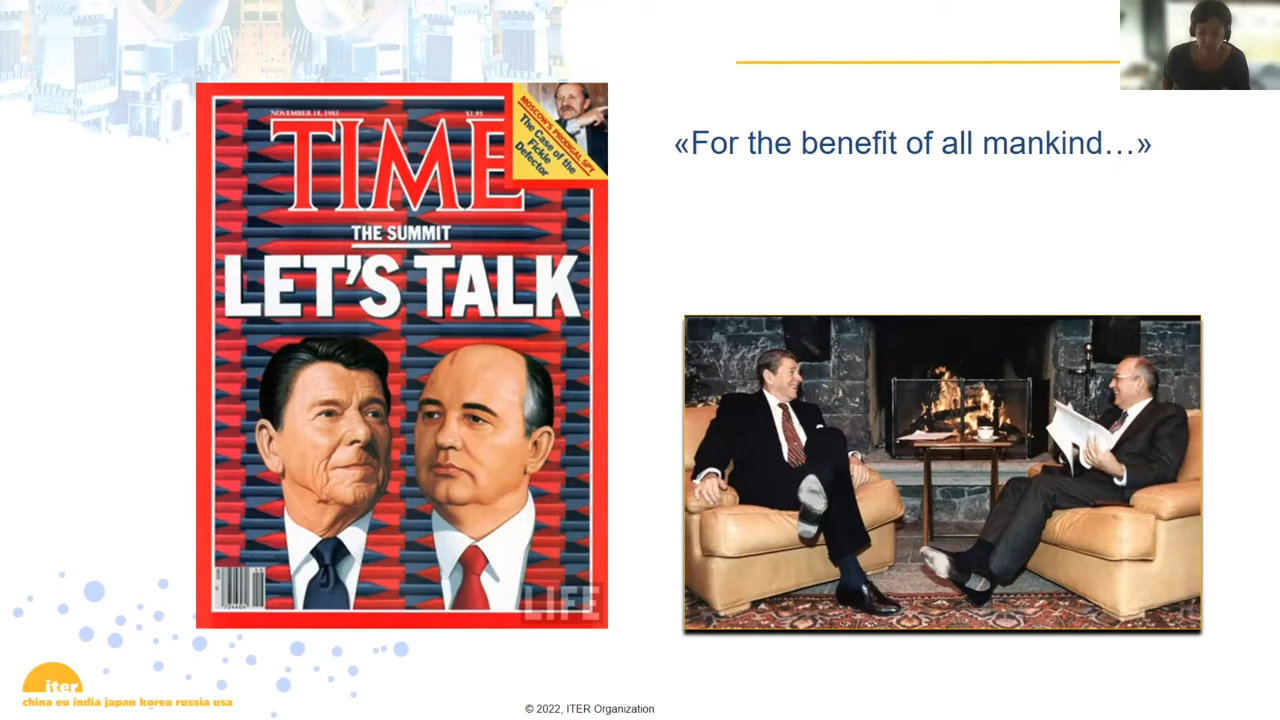 NOVEMBER 18, 1985
$1.95
TIME
MOSCOW'S PRODIGAL SPY
The Case of the
Fickle
Defector
THE SUMMIT
LET'S TALK
LIFE
«For the benefit of all mankind…»
iter
china eu india japan korea russia usa
© 2022, ITER Organization